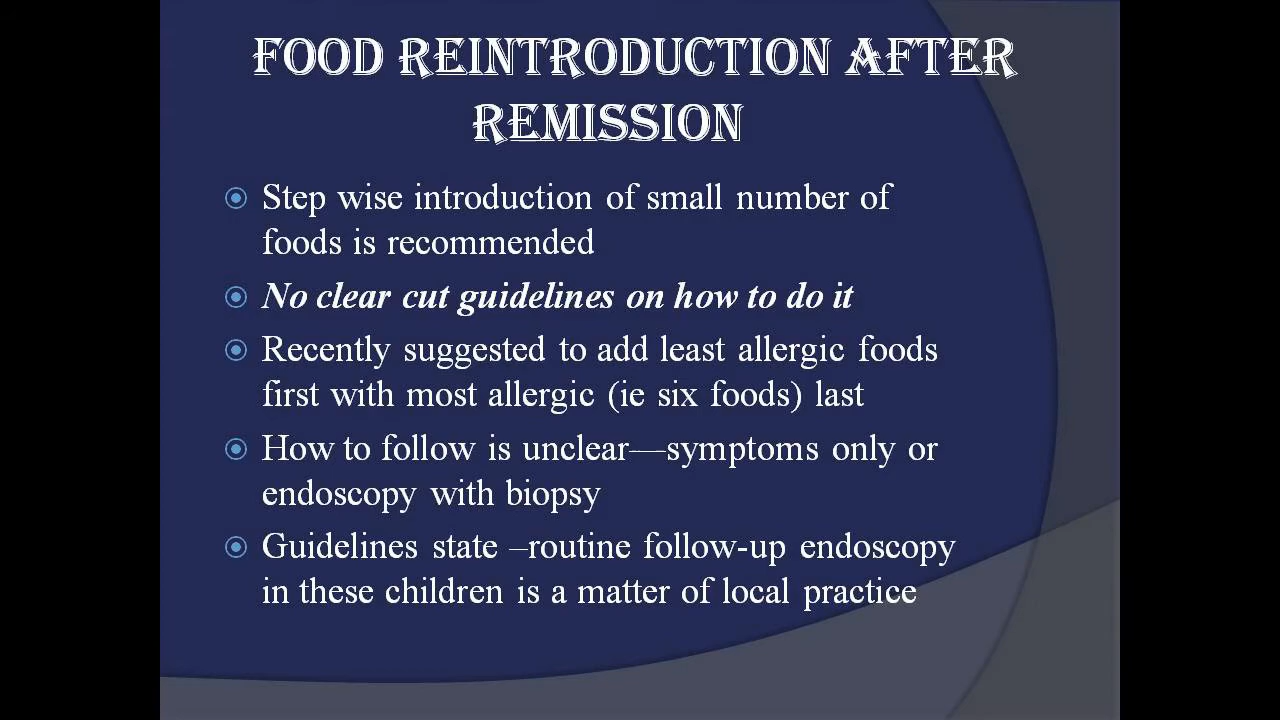 FOOD REINTRODUCTION AFTER
REMISSION
Step wise introduction of small number of
foods is recommended
No clear cut guidelines on how to do it
Recently suggested to add least allergic foods
first with most allergic (ie six foods) last
How to follow is unclear—symptoms only or
endoscopy with biopsy
Guidelines state –routine follow-up endoscopy
in these children is a matter of local practice